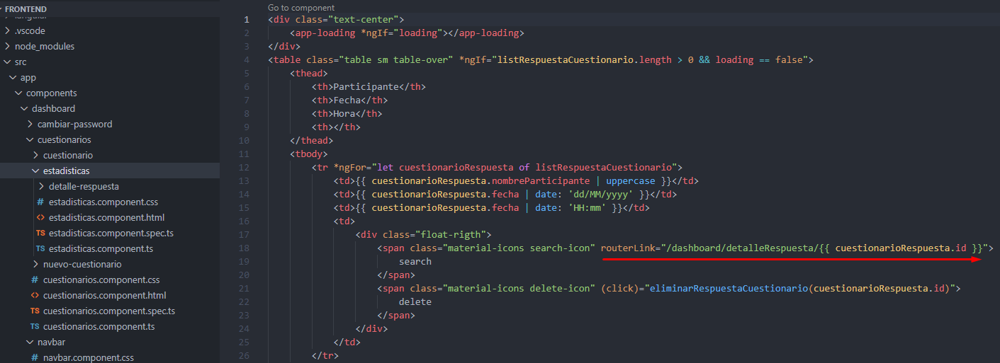 FRONTEND
.vscode
node_modules
src
app
components
dashboard
cambiar-password
cuestionarios
cuestionario
estadisticas
detalle-respuesta
# estadisticas.component.css
<> estadisticas.component.html
TS estadisticas.component.spec.ts
TS estadisticas.component.ts
nuevo-cuestionario
# cuestionarios.component.css
<> cuestionarios.component.html
TS cuestionarios.component.spec.ts
TS cuestionarios.component.ts
navbar
# navbar.component.css
Go to component
1 <div class="text-center">
2     <app-loading *ngIf="loading"></app-loading>
3 </div>
4 <table class="table sm table-over" *ngIf="listRespuestaCuestionario.length > 0 && loading == false">
5     <thead>
6         <th>Participante</th>
7         <th>Fecha</th>
8         <th>Hora</th>
9         <th></th>
10     </thead>
11     <tbody>
12         <tr *ngFor="let cuestionarioRespuesta of listRespuestaCuestionario">
13             <td>{{ cuestionarioRespuesta.nombreParticipante | uppercase }}</td>
14             <td>{{ cuestionarioRespuesta.fecha | date: 'dd/MM/yyyy' }}</td>
15             <td>{{ cuestionarioRespuesta.fecha | date: 'HH:mm' }}</td>
16             <td>
17                 <div class="float-rigth">
18                     <span class="material-icons search-icon" routerLink="/dashboard/detalleRespuesta/{{ cuestionarioRespuesta.id }}">
19                         search
20                     </span>
21                     <span class="material-icons delete-icon" (click)="eliminarRespuestaCuestionario(cuestionarioRespuesta.id)">
22                         delete
23                     </span>
24                 </div>
25             </td>
26         </tr>